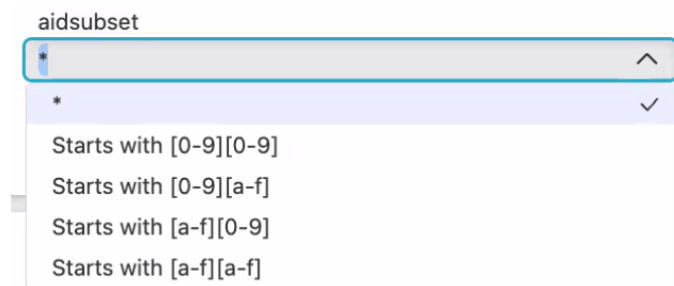 aidsubset
*
*
Starts with [0-9][0-9]
Starts with [0-9][a-f]
Starts with [a-f][0-9]
Starts with [a-f][a-f]